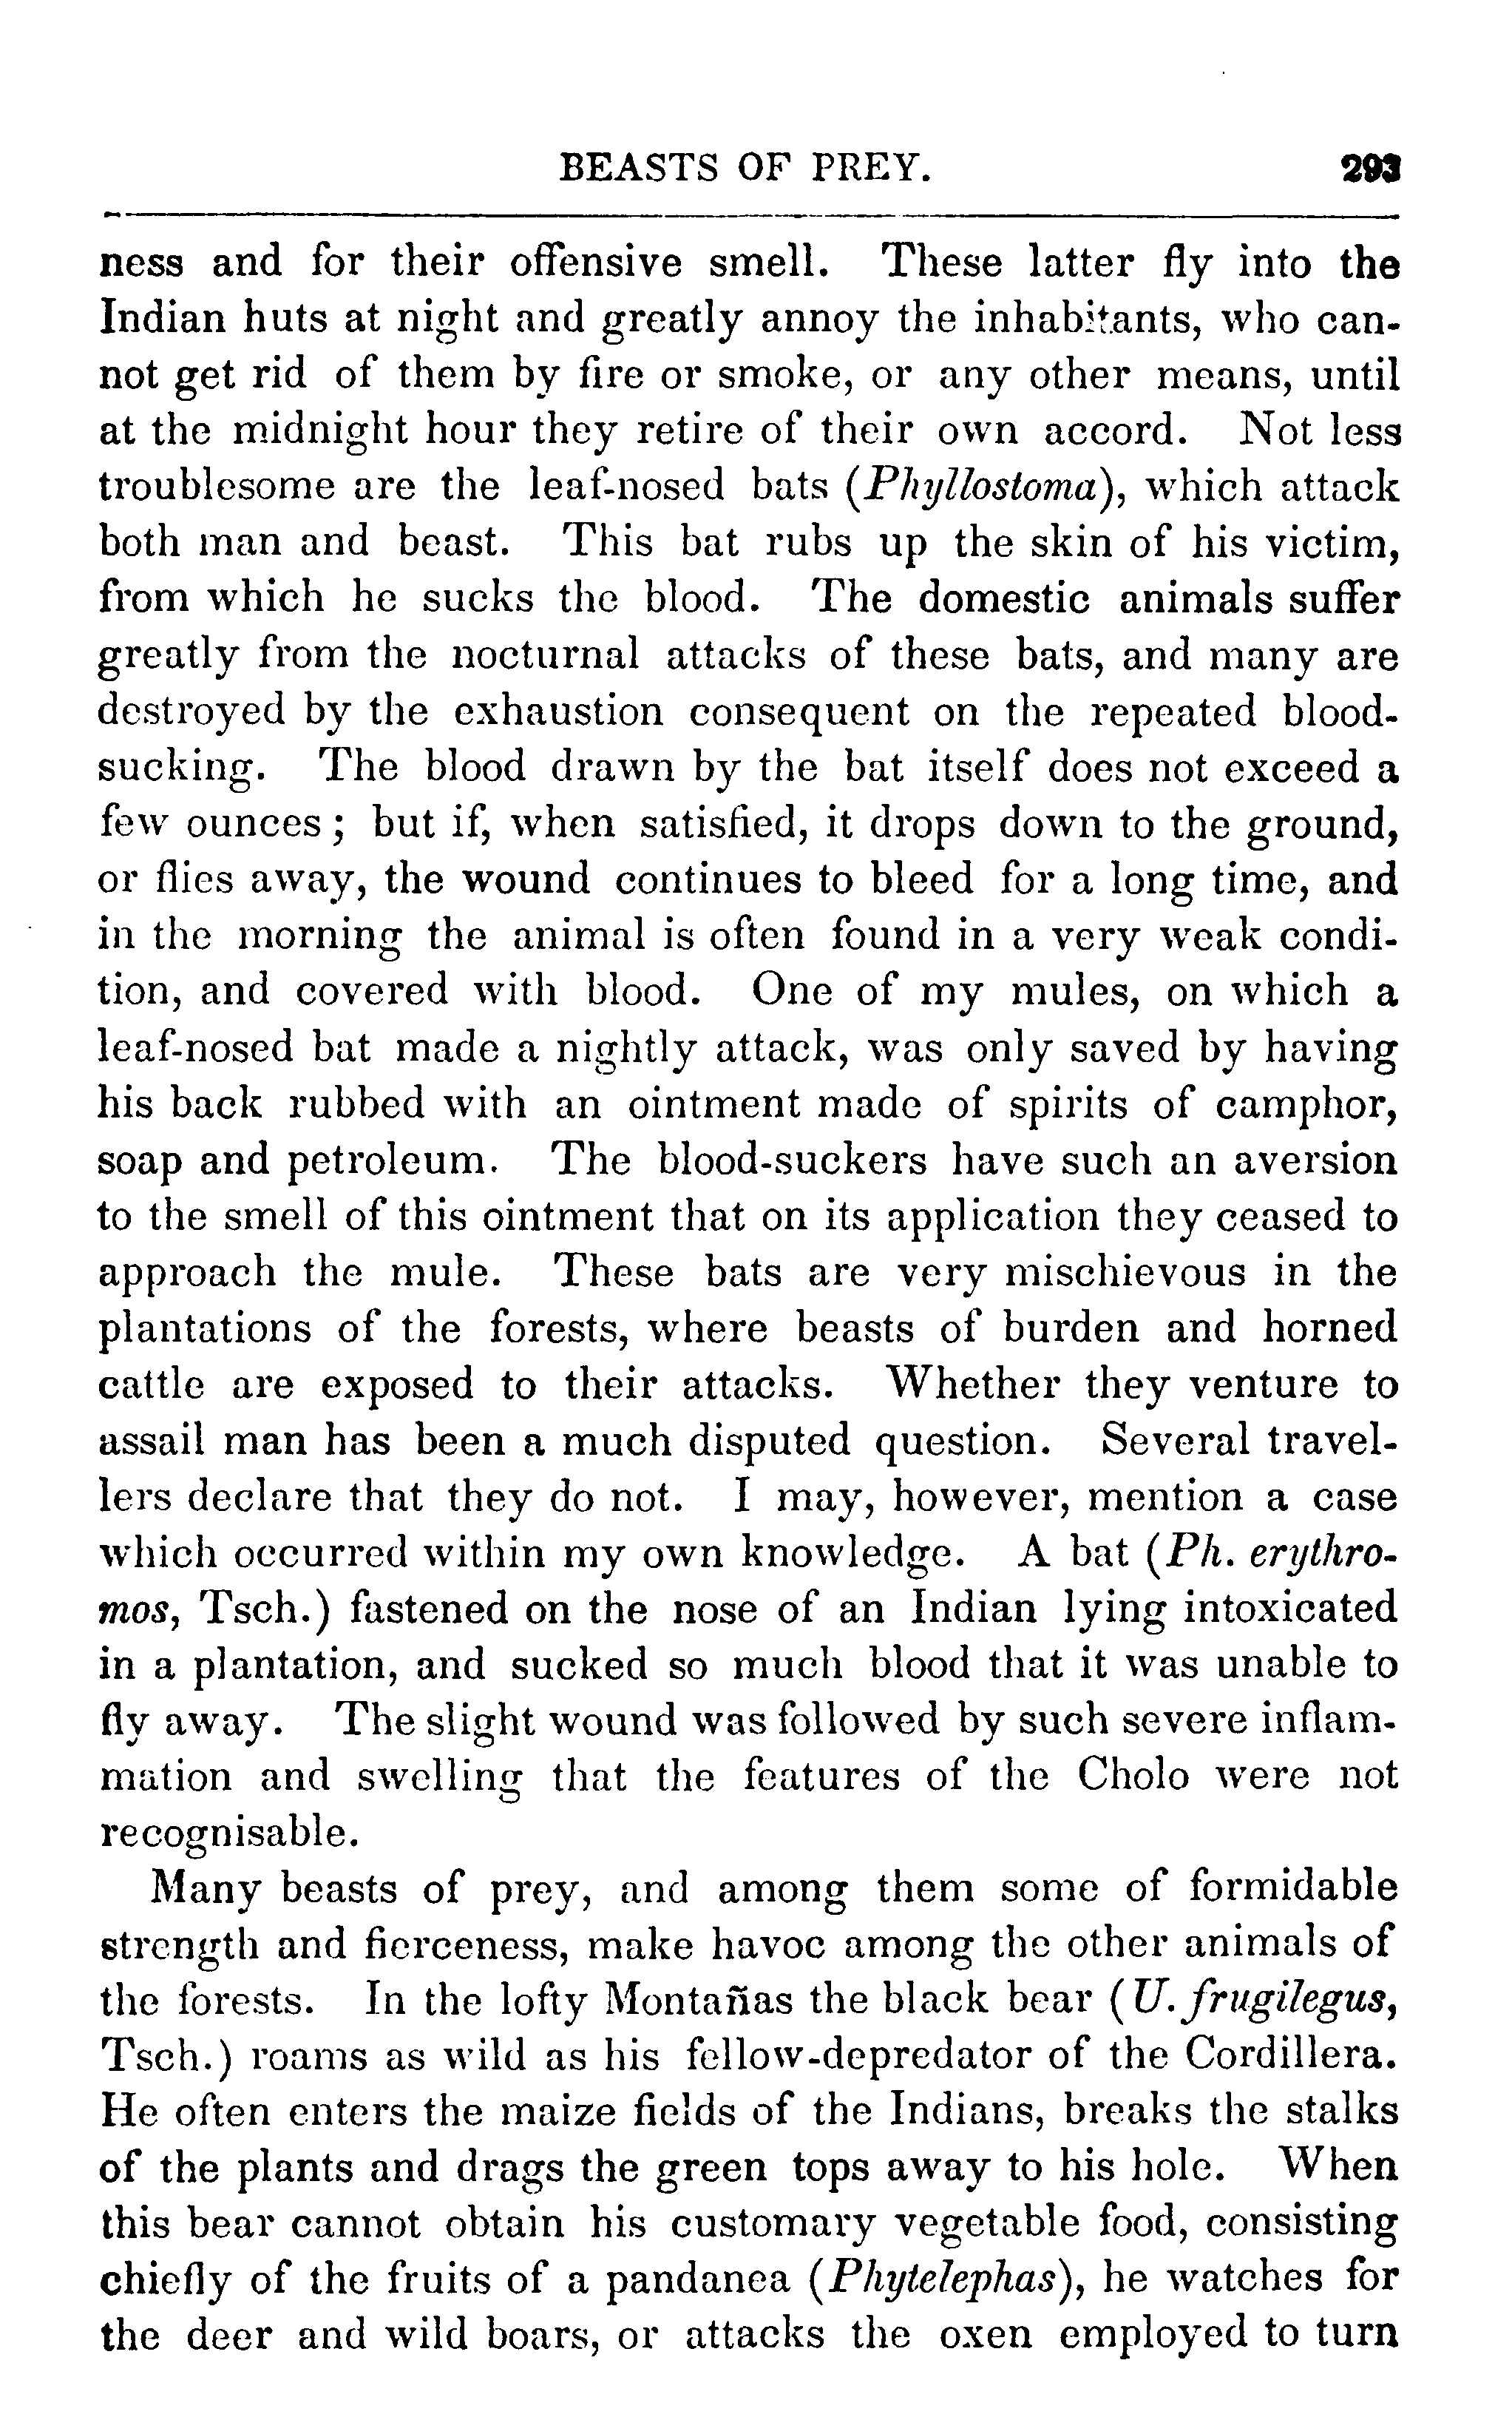 BEASTS OF PREY. 293
ness and for their offensive smell. These latter fly into the
Indian huts at night and greatly annoy the inhabitants, who can-
not get rid of them by fire or smoke, or any other means, until
at the midnight hour they retire of their own accord. Not less
troublesome are the leaf-nosed bats (Phyllostoma), which attack
both man and beast. This bat rubs up the skin of his victim,
from which he sucks the blood. The domestic animals suffer
greatly from the nocturnal attacks of these bats, and many are
destroyed by the exhaustion consequent on the repeated blood-
sucking. The blood drawn by the bat itself does not exceed a
few ounces; but if, when satisfied, it drops down to the ground,
or flies away, the wound continues to bleed for a long time, and
in the morning the animal is often found in a very weak condi-
tion, and covered with blood. One of my mules, on which a
leaf-nosed bat made a nightly attack, was only saved by having
his back rubbed with an ointment made of spirits of camphor,
soap and petroleum. The blood-suckers have such an aversion
to the smell of this ointment that on its application they ceased to
approach the mule. These bats are very mischievous in the
plantations of the forests, where beasts of burden and horned
cattle are exposed to their attacks. Whether they venture to
assail man has been a much disputed question. Several travel-
lers declare that they do not. I may, however, mention a case
which occurred within my own knowledge. A bat (Ph. erythro-
mos, Tsch.) fastened on the nose of an Indian lying intoxicated
in a plantation, and sucked so much blood that it was unable to
fly away. The slight wound was followed by such severe inflam-
mation and swelling that the features of the Cholo were not
recognisable.
Many beasts of prey, and among them some of formidable
strength and fierceness, make havoc among the other animals of
the forests. In the lofty Montañas the black bear (U. frugilegus,
Tsch.) roams as wild as his fellow-depredator of the Cordillera.
He often enters the maize fields of the Indians, breaks the stalks
of the plants and drags the green tops away to his hole. When
this bear cannot obtain his customary vegetable food, consisting
chiefly of the fruits of a pandanea (Phytelephas), he watches for
the deer and wild boars, or attacks the oxen employed to turn